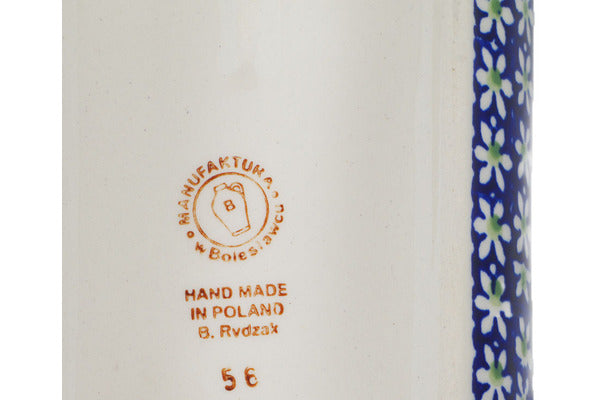 MANUFAKTURA
w Bolesławcu
B
HAND MADE
IN POLAND
B. Rydzak
56